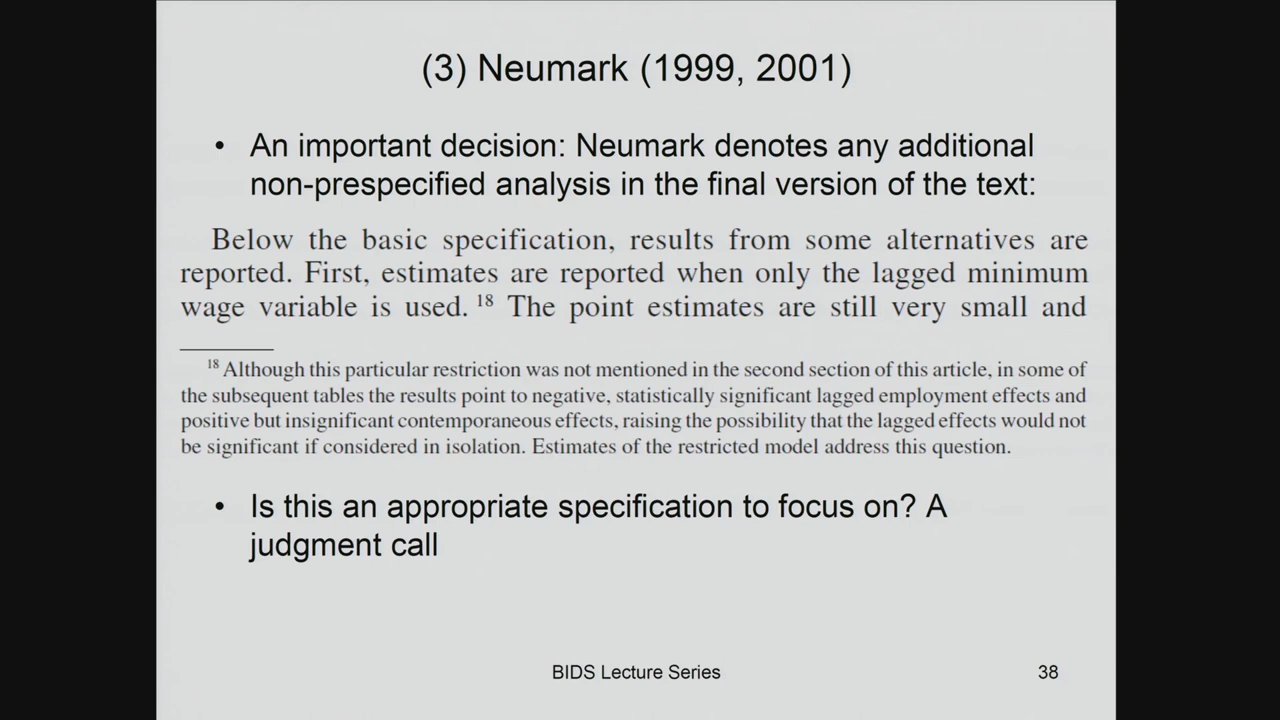 (3) Neumark (1999, 2001)
• An important decision: Neumark denotes any additional
non-prespecified analysis in the final version of the text:
Below the basic specification, results from some alternatives are
reported. First, estimates are reported when only the lagged minimum
wage variable is used. 18 The point estimates are still very small and
18 Although this particular restriction was not mentioned in the second section of this article, in some of
the subsequent tables the results point to negative, statistically significant lagged employment effects and
positive but insignificant contemporaneous effects, raising the possibility that the lagged effects would not
be significant if considered in isolation. Estimates of the restricted model address this question.
• Is this an appropriate specification to focus on? A
judgment call
BIDS Lecture Series
38